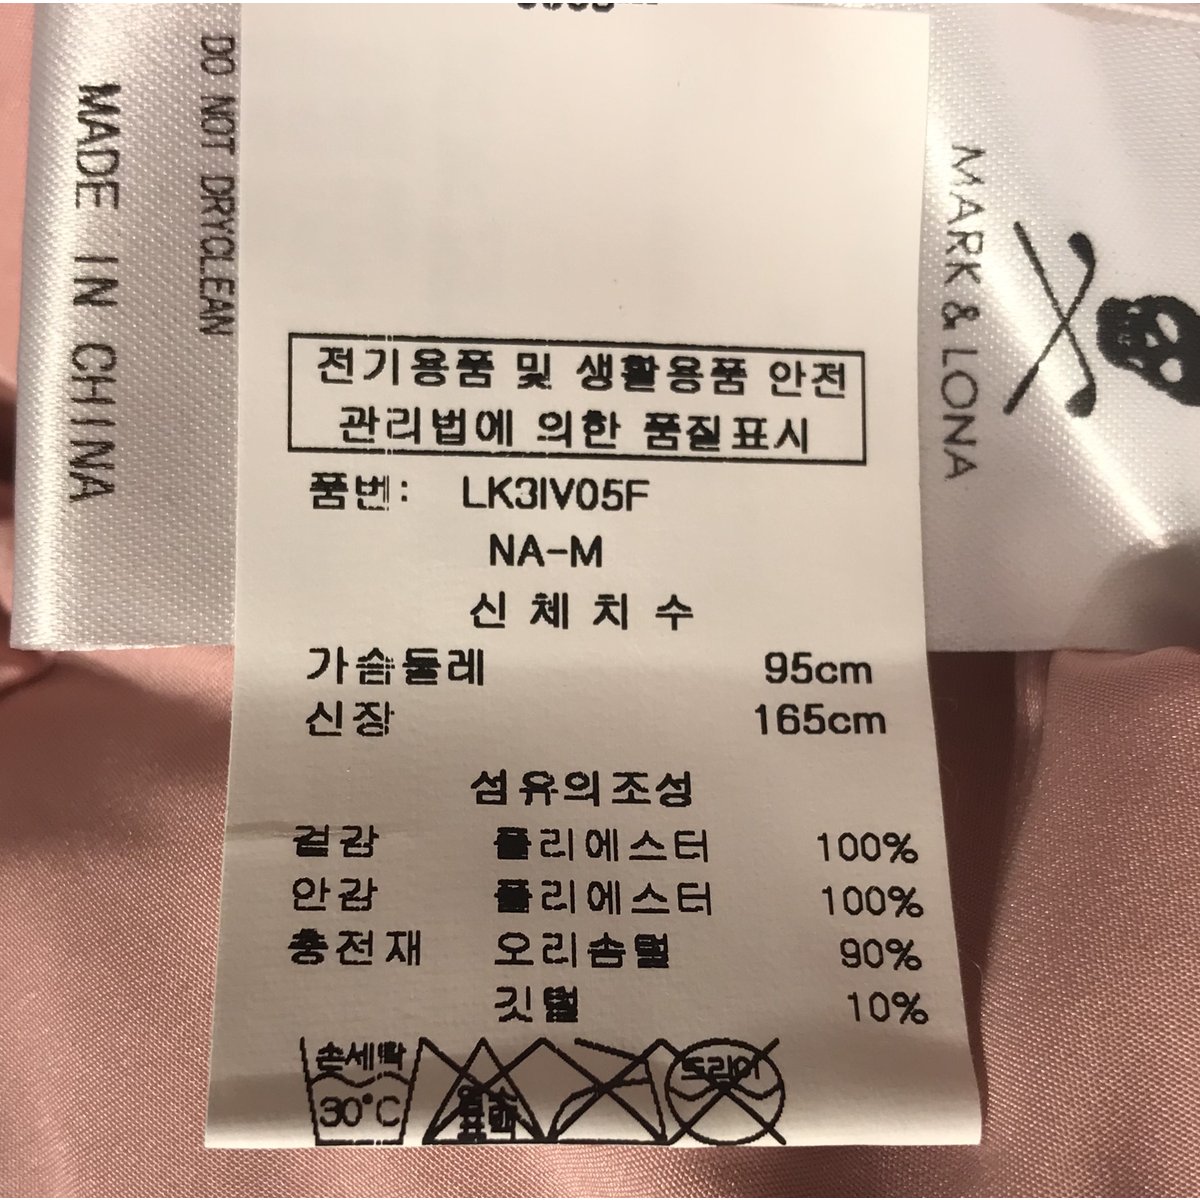 DO NOT DRYCLEAN
MADE IN CHINA
MARK & LONA
전기용품 및 생활용품 안전
관리법에 의한 품질표시
품번: LK3IV05F
NA-M
신체치수
가슴둘레 95cm
신장 165cm
섬유의조성
겉감 폴리에스터 100%
안감 폴리에스터 100%
충전재 오리솜털 90%
깃털 10%
손세탁
30°C
염소
표백
드라이